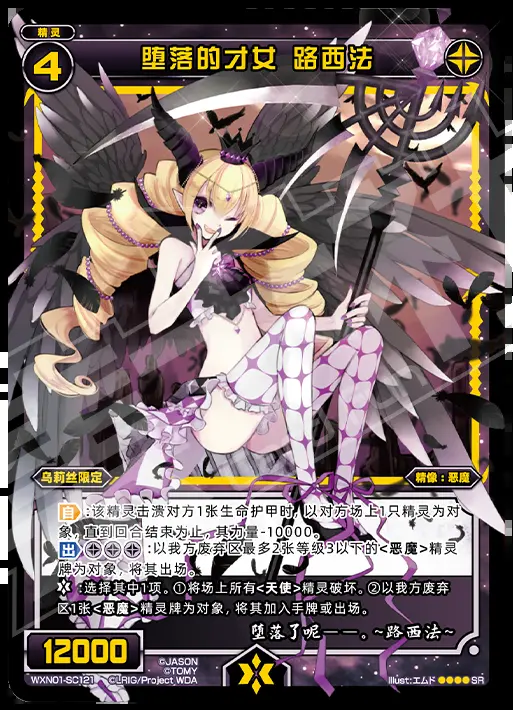 精灵
4
堕落的才女 路西法
乌莉丝限定
精像：恶魔
自:该精灵击溃对方1张生命护甲时，以对方场上1只精灵为对
象，直到回合结束为止，其力量-10000。
出 :以我方废弃区最多2张等级3以下的<恶魔>精灵
牌为对象，将其出场。
:选择其中1项。①将场上所有<天使>精灵破坏。②以我方废弃
区1张<恶魔>精灵牌为对象，将其加入手牌或出场。
堕落了呢——。~路西法~
12000
©JASON
©TOMY
WXN01-SC121 ©LRIG/Project WDA
Illust:エムド SR